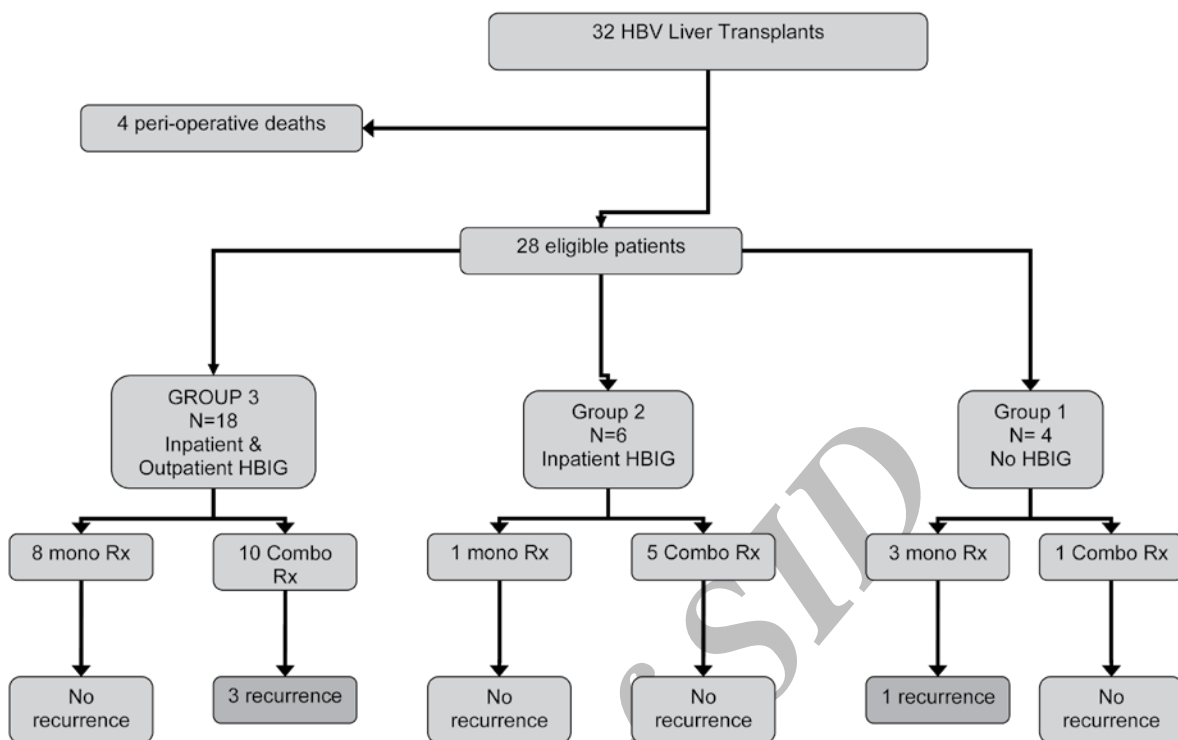 32 HBV Liver Transplants
4 peri-operative deaths
28 eligible patients
GROUP 3
N=18
Inpatient &
Outpatient HBIG
Group 2
N=6
Inpatient HBIG
Group 1
N= 4
No HBIG
8 mono Rx
10 Combo
Rx
1 mono Rx
5 Combo Rx
3 mono Rx
1 Combo Rx
No
recurrence
3 recurrence
No
recurrence
No
recurrence
1 recurrence
No
recurrence
SID